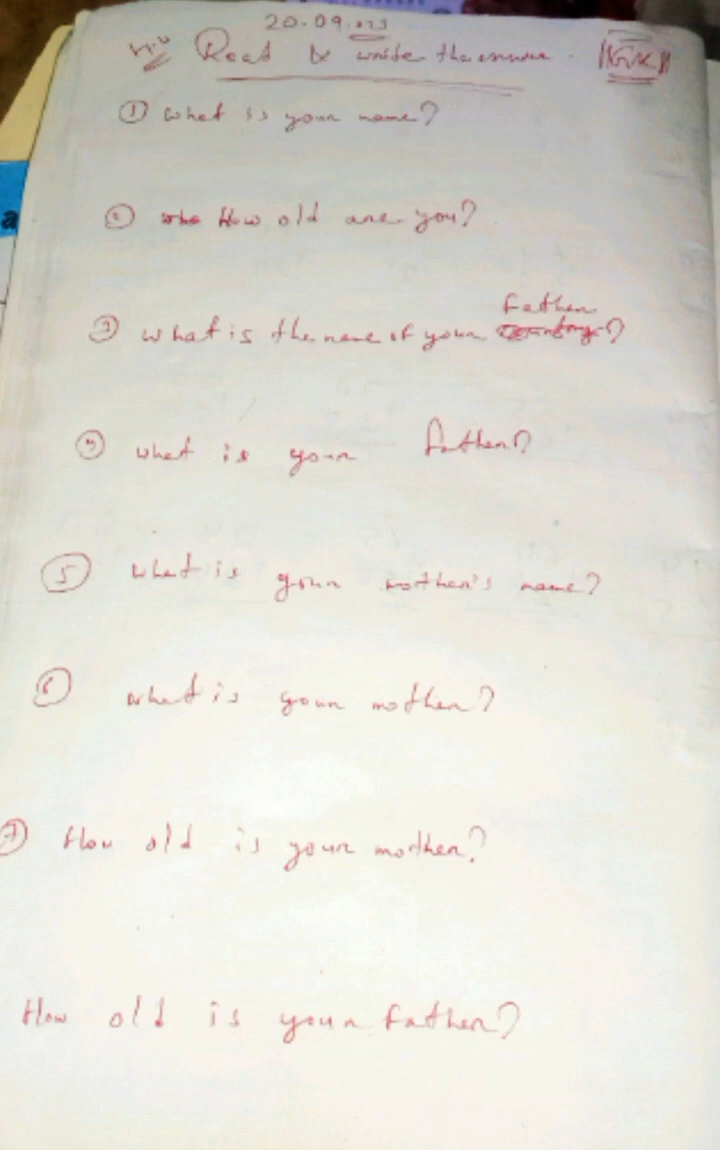 20.09.023
H.W Read & write the answer. ||GK||
① What is your name?
② How old are you?
father
③ What is the name of your ?
④ What is your father?
⑤ What is your mother's name?
⑥ What is your mother?
⑦ How old is your mother?
How old is your father?
a